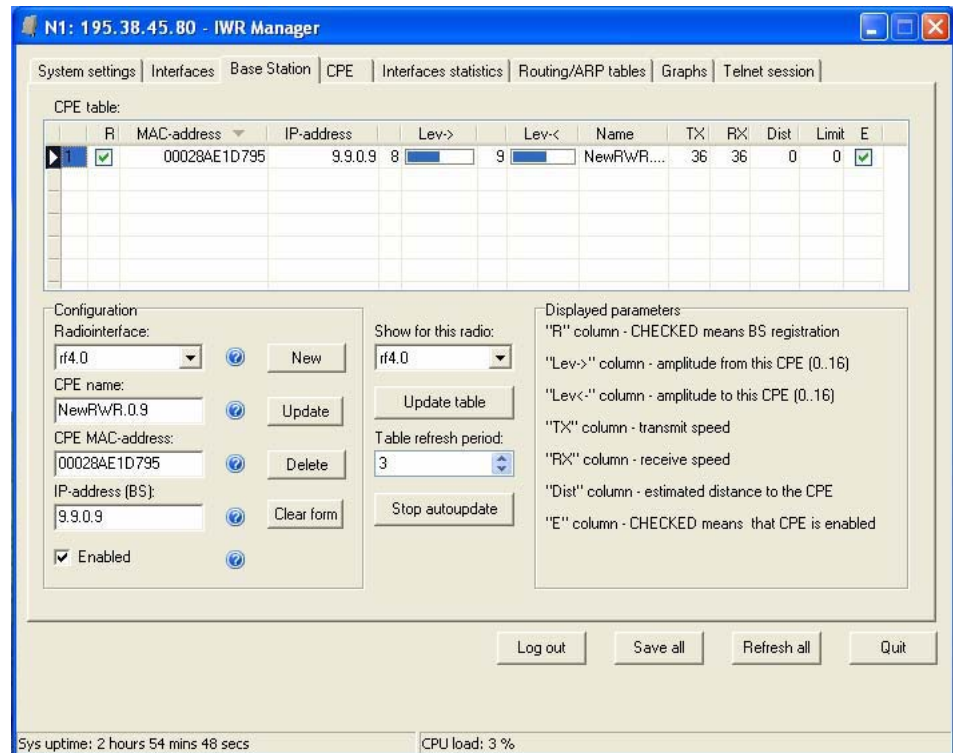 N1: 195.38.45.80 - IWR Manager
System settings Interfaces Base Station CPE Interfaces statistics Routing/ARP tables Graphs Telnet session
CPE table:
R MAC-address IP-address Lev-> Lev-< Name TX RX Dist Limit E
1 00028AE1D795 9.9.0.9 8 9 NewRWR.... 36 36 0 0
Configuration
Radiointerface:
rf4.0
New
CPE name:
NewRWR.0.9
Update
CPE MAC-address:
00028AE1D795
Delete
IP-address (BS):
9.9.0.9
Clear form
Enabled
Show for this radio:
rf4.0
Update table
Table refresh period:
3
Stop autoupdate
Displayed parameters
"R" column - CHECKED means BS registration
"Lev->" column - amplitude from this CPE (0..16)
"Lev<-" column - amplitude to this CPE (0..16)
"TX" column - transmit speed
"RX" column - receive speed
"Dist" column - estimated distance to the CPE
"E" column - CHECKED means that CPE is enabled
Log out Save all Refresh all Quit
Sys uptime: 2 hours 54 mins 48 secs CPU load: 3 %